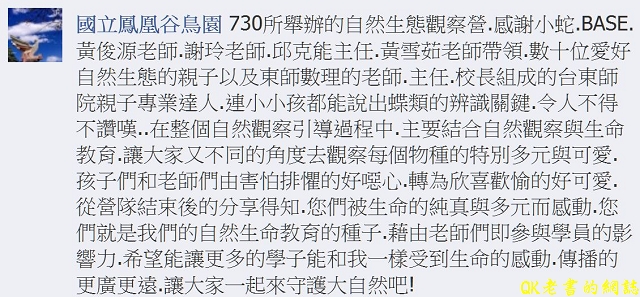 國立鳳凰谷鳥園 730所舉辦的自然生態觀察營.感謝小蛇.BASE.
黃俊源老師.謝玲老師.邱克能主任.黃雪茹老師帶領.數十位愛好
自然生態的親子以及東師數理的老師.主任.校長組成的台東師
院親子專業達人.連小小孩都能說出蝶類的辨識關鍵.令人不得
不讚嘆..在整個自然觀察引導過程中.主要結合自然觀察與生命
教育.讓大家又不同的角度去觀察每個物種的特別多元與可愛.
孩子們和老師們由害怕排懼的好噁心.轉為欣喜歡愉的好可愛.
從營隊結束後的分享得知.您們被生命的純真與多元而感動.您
們就是我們的自然生命教育的種子.藉由老師們即參與學員的影
響力.希望能讓更多的學子能和我一樣受到生命的感動.傳播的
更廣更遠.讓大家一起來守護大自然吧!
OK老書的網誌